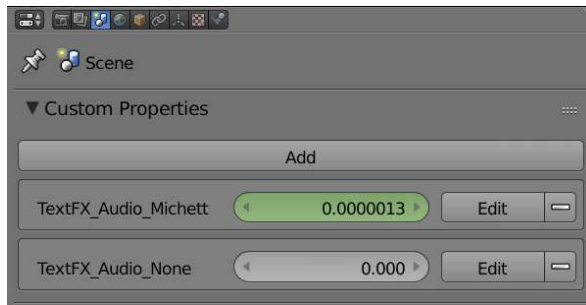 Scene
Custom Properties
Add
TextFX_Audio_Michett 0.0000013 Edit
TextFX_Audio_None 0.000 Edit